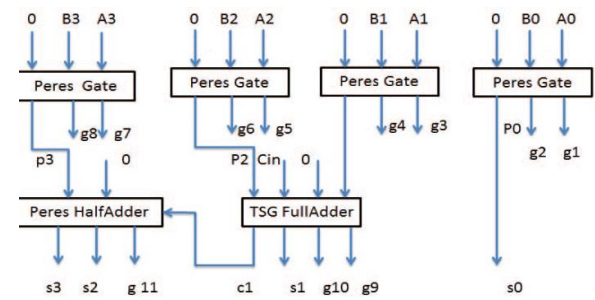 0 B3 A3 0 B2 A2 0 B1 A1 0 B0 A0
Peres Gate Peres Gate Peres Gate Peres Gate
g8 g7 g6 g5 g4 g3 P0 g2 g1
p3 0 P2 Cin 0
Peres HalfAdder TSG FullAdder
s3 s2 g 11 c1 s1 g10 g9 s0